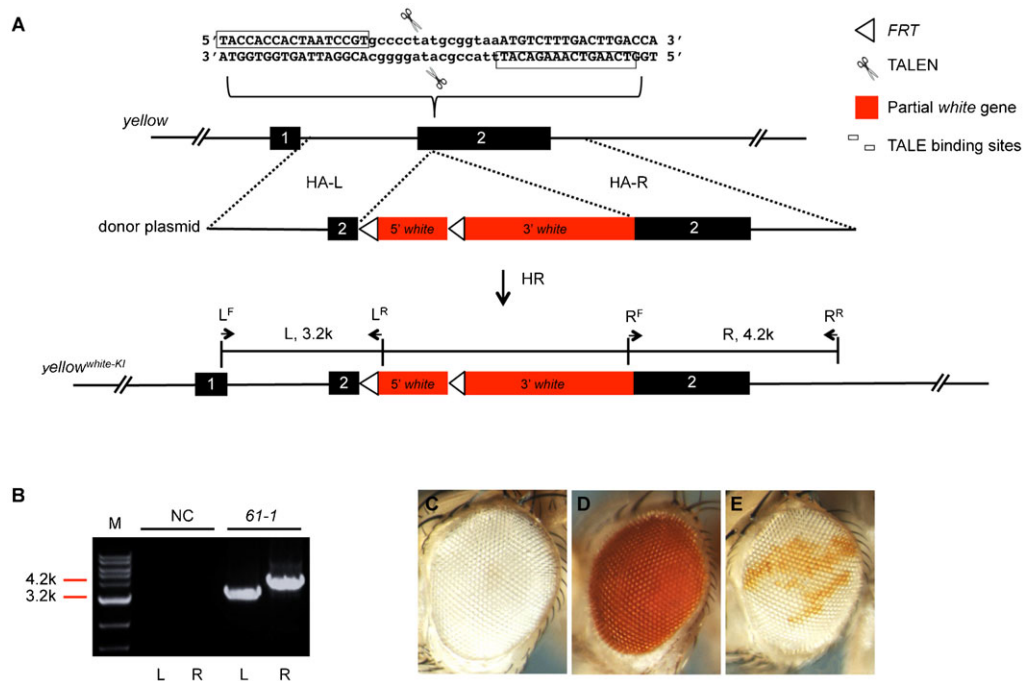 A
5’TACCACCACTAATCCGTgcccctatgcggtaaATGTCTTTGACTTGACCA 3’
3’ATGGTGGTGATTAGGCAcggggatacgccattTACAGAAACTGAACTGGT 5’
FRT
TALEN
Partial white gene
TALE binding sites
yellow
1
2
HA-L
HA-R
donor plasmid
2
5’ white
3’ white
2
HR
L^F
L^R
R^F
R^R
L, 3.2k
R, 4.2k
yellow^white-KI
1
2
5’ white
3’ white
2
B
M
NC
61-1
4.2k
3.2k
L
R
L
R
C
D
E